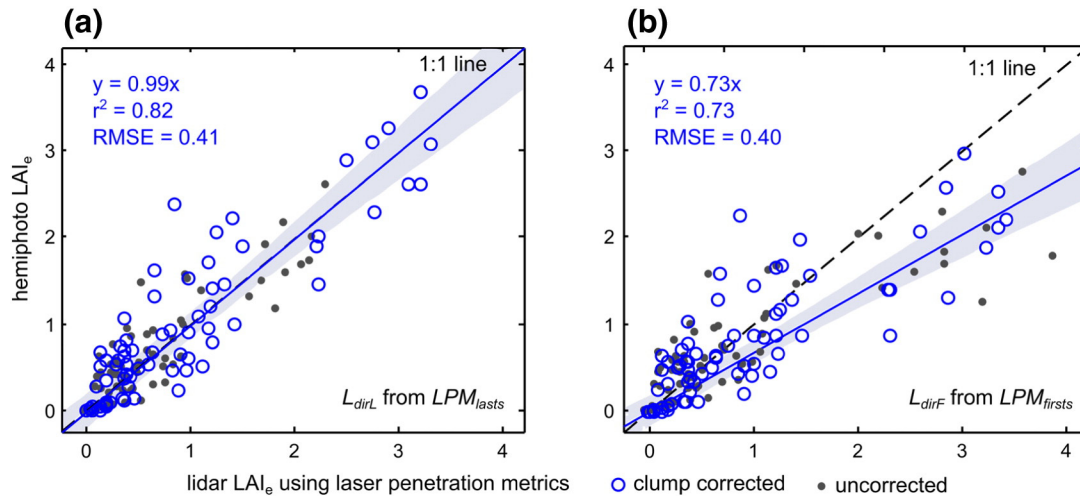 (a)
(b)
hemiphoto LAIe
4
3
2
1
0
y = 0.99x
r² = 0.82
RMSE = 0.41
1:1 line
LdirL from LPMlasts
0 1 2 3 4
4
3
2
1
0
y = 0.73x
r² = 0.73
RMSE = 0.40
1:1 line
LdirF from LPMfirsts
0 1 2 3 4
lidar LAIe using laser penetration metrics
clump corrected
uncorrected